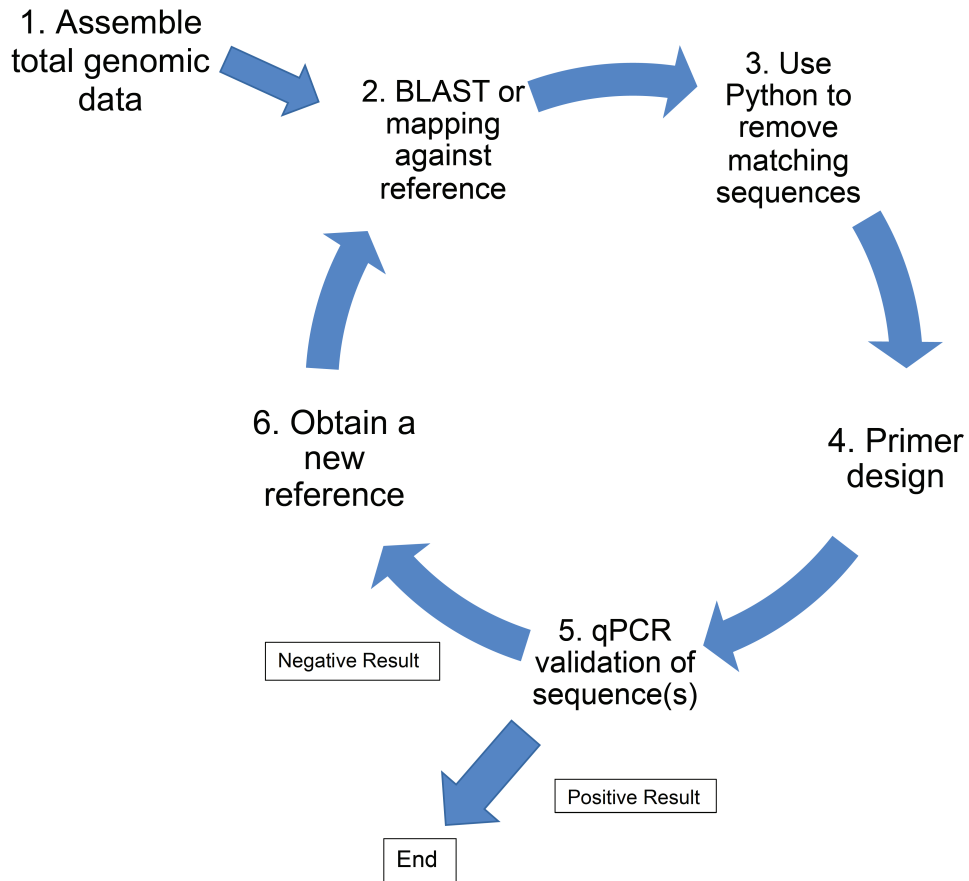 1. Assemble
total genomic
data
2. BLAST or
mapping
against
reference
3. Use
Python to
remove
matching
sequences
4. Primer
design
5. qPCR
validation of
sequence(s)
6. Obtain a
new
reference
Negative Result
Positive Result
End